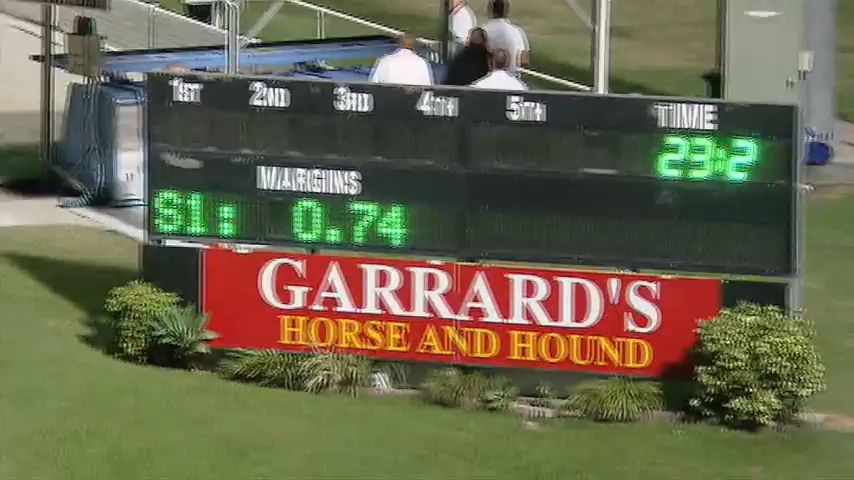 1ST 2ND 3RD 4TH 5TH TIME
23:2
MARGINS
S1: 0.74
GARRARD'S
HORSE AND HOUND